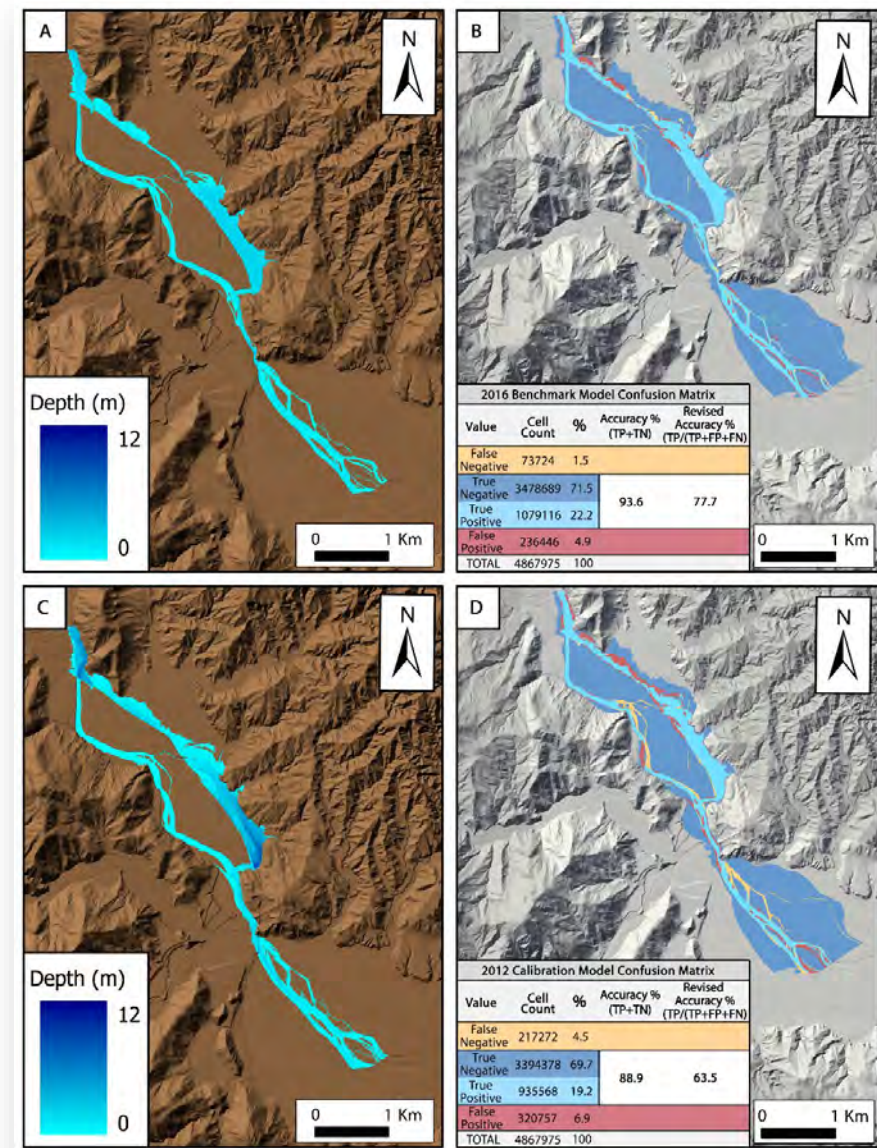 A
N
Depth (m)
12
0
0 1 Km
B
N
2016 Benchmark Model Confusion Matrix
Value Cell Count % Accuracy % (TP+TN) Revised Accuracy % (TP/(TP+FP+FN)
False Negative 73724 1.5
True Negative 3478689 71.5
93.6 77.7
True Positive 1079116 22.2
False Positive 236446 4.9
TOTAL 4867975 100
0 1 Km
C
N
Depth (m)
12
0
0 1 Km
D
N
2012 Calibration Model Confusion Matrix
Value Cell Count % Accuracy % (TP+TN) Revised Accuracy % (TP/(TP+FP+FN)
False Negative 217272 4.5
True Negative 3394378 69.7
88.9 63.5
True Positive 935568 19.2
False Positive 320757 6.9
TOTAL 4867975 100
0 1 Km